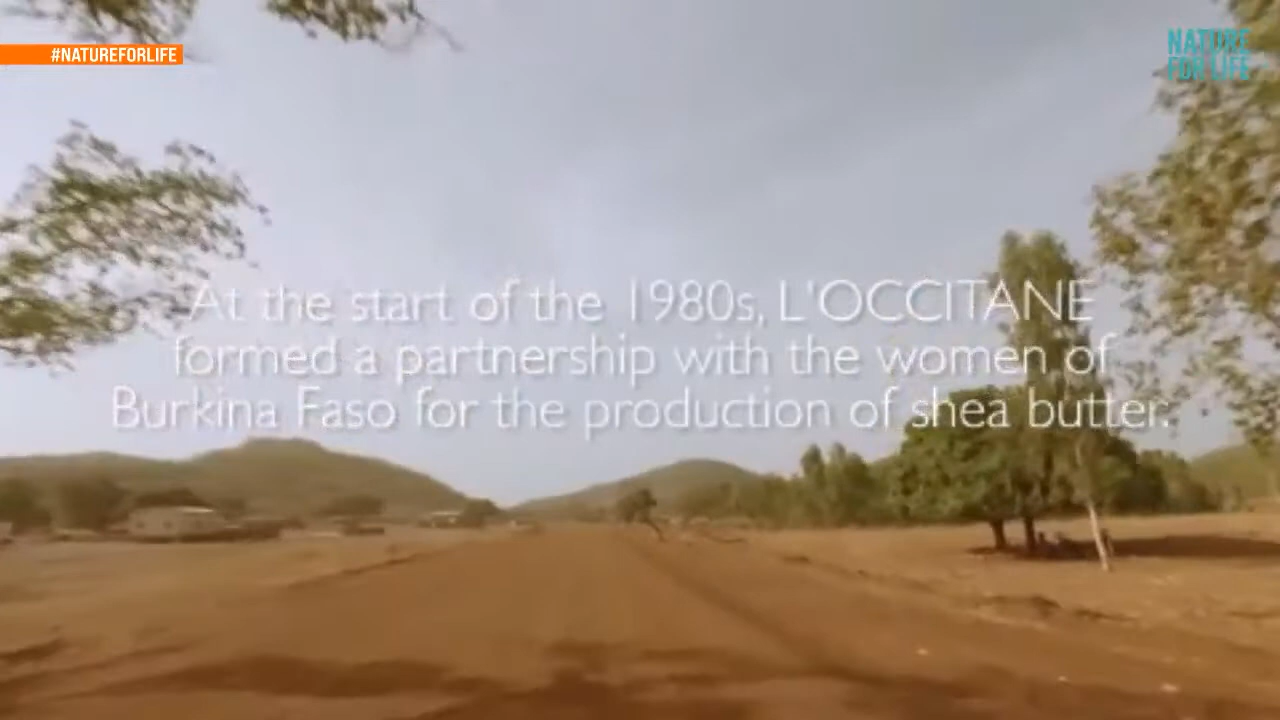 #NATUREFORLIFE
NATURE
FOR LIFE
At the start of the 1980s, L'OCCITANE
formed a partnership with the women of
Burkina Faso for the production of shea butter.